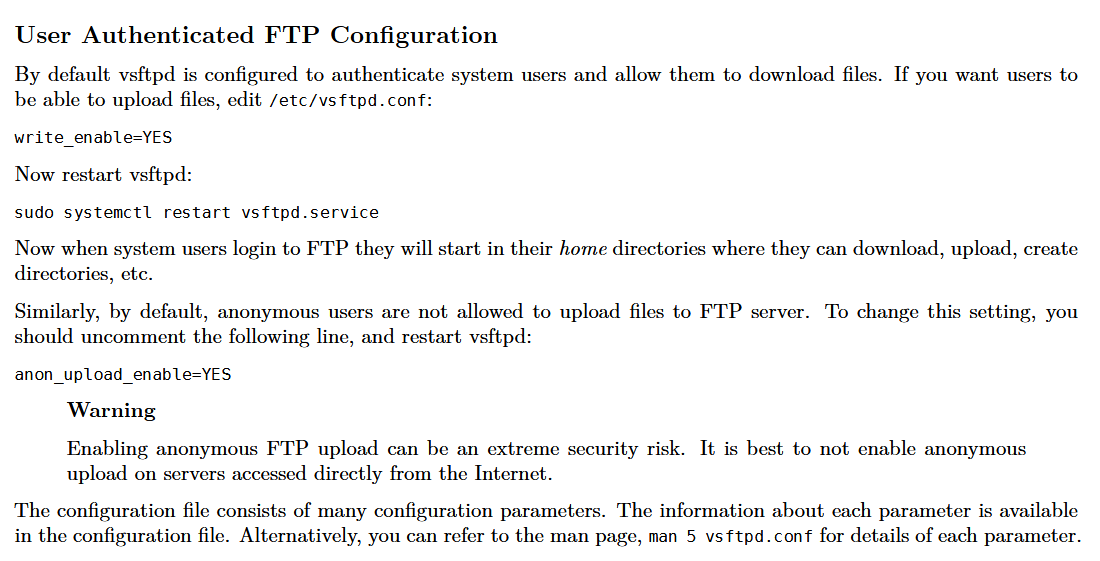 User Authenticated FTP Configuration
By default vsftpd is configured to authenticate system users and allow them to download files. If you want users to
be able to upload files, edit /etc/vsftpd.conf:
write_enable=YES
Now restart vsftpd:
sudo systemctl restart vsftpd.service
Now when system users login to FTP they will start in their home directories where they can download, upload, create
directories, etc.
Similarly, by default, anonymous users are not allowed to upload files to FTP server. To change this setting, you
should uncomment the following line, and restart vsftpd:
anon_upload_enable=YES
Warning
Enabling anonymous FTP upload can be an extreme security risk. It is best to not enable anonymous
upload on servers accessed directly from the Internet.
The configuration file consists of many configuration parameters. The information about each parameter is available
in the configuration file. Alternatively, you can refer to the man page, man 5 vsftpd.conf for details of each parameter.